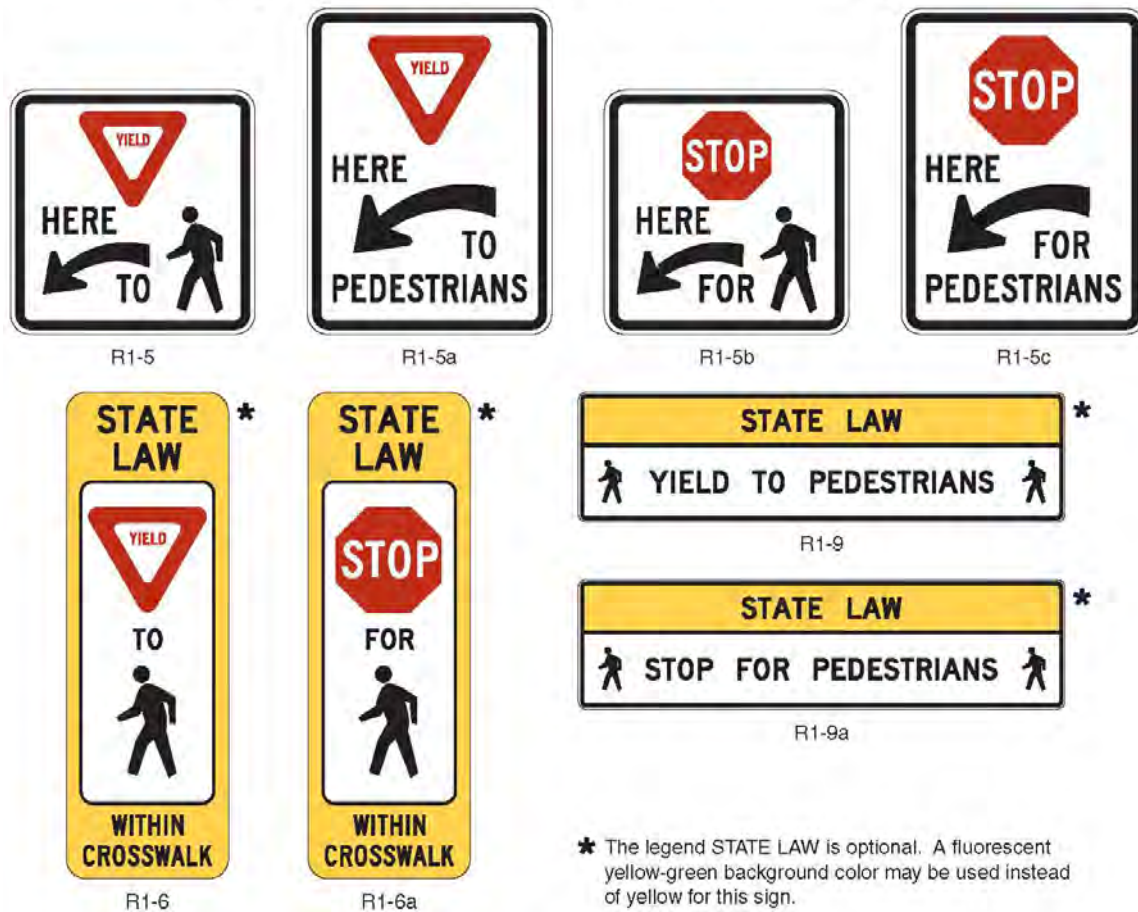 YIELD
HERE
TO
R1-5
YIELD
HERE
TO
PEDESTRIANS
R1-5a
STOP
HERE
FOR
R1-5b
STOP
HERE
FOR
PEDESTRIANS
R1-5c
STATE
LAW
*
YIELD
TO
WITHIN
CROSSWALK
R1-6
STATE
LAW
*
STOP
FOR
WITHIN
CROSSWALK
R1-6a
STATE LAW
*
YIELD TO PEDESTRIANS
R1-9
STATE LAW
*
STOP FOR PEDESTRIANS
R1-9a
* The legend STATE LAW is optional. A fluorescent
yellow-green background color may be used instead
of yellow for this sign.